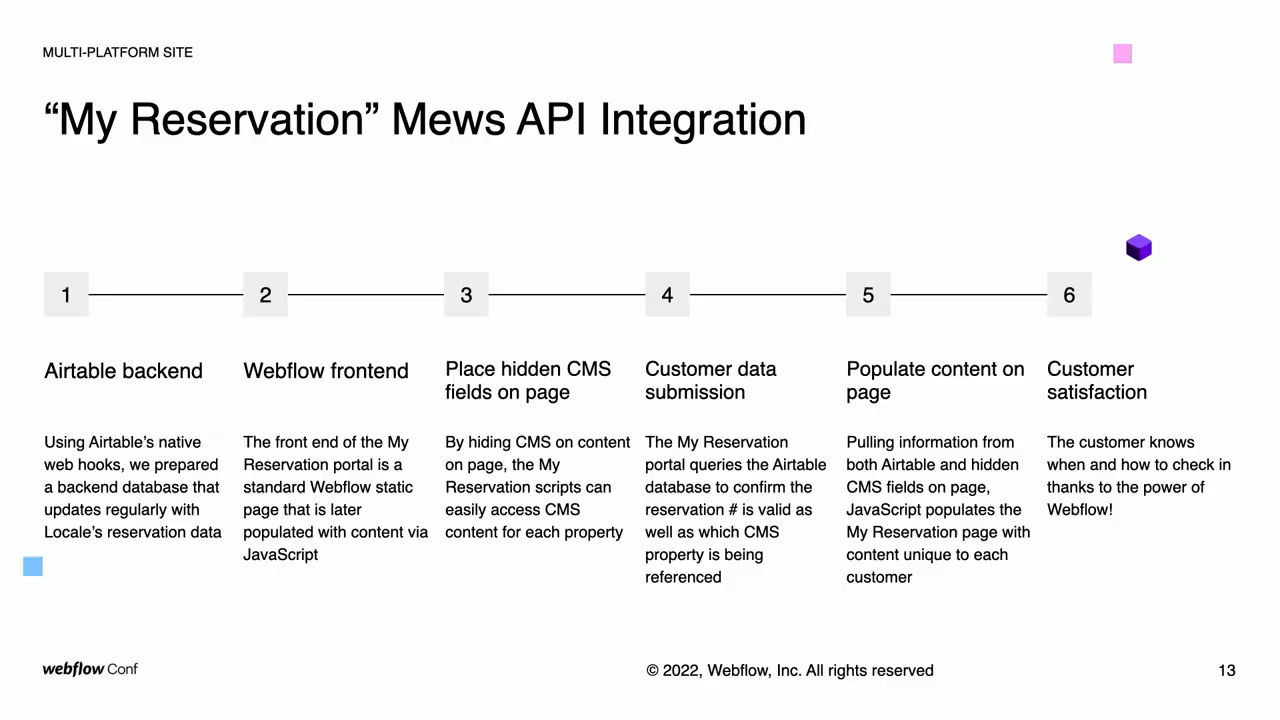 MULTI-PLATFORM SITE
“My Reservation” Mews API Integration
1
2
3
4
5
6
Airtable backend
Using Airtable’s native
web hooks, we prepared
a backend database that
updates regularly with
Locale’s reservation data
Webflow frontend
The front end of the My
Reservation portal is a
standard Webflow static
page that is later
populated with content via
JavaScript
Place hidden CMS
fields on page
By hiding CMS on content
on page, the My
Reservation scripts can
easily access CMS
content for each property
Customer data
submission
The My Reservation
portal queries the Airtable
database to confirm the
reservation # is valid as
well as which CMS
property is being
referenced
Populate content on
page
Pulling information from
both Airtable and hidden
CMS fields on page,
JavaScript populates the
My Reservation page with
content unique to each
customer
Customer
satisfaction
The customer knows
when and how to check in
thanks to the power of
Webflow!
webflow Conf
© 2022, Webflow, Inc. All rights reserved
13